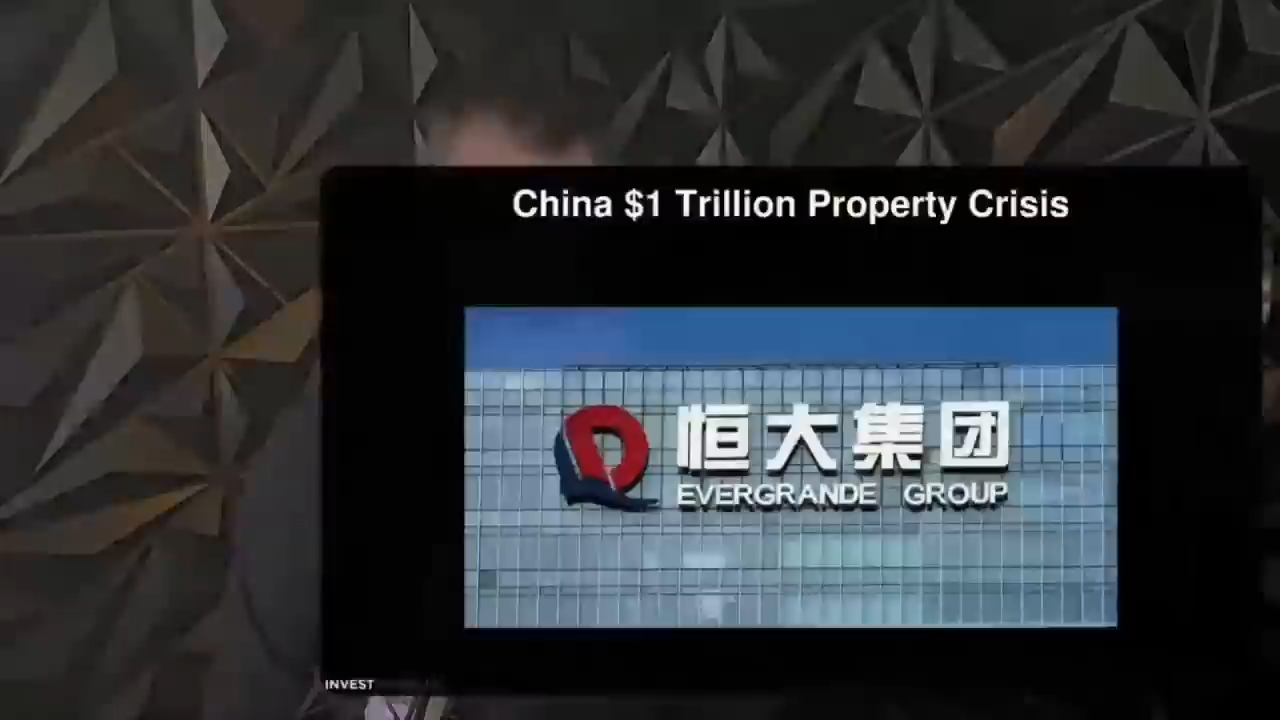 China $1 Trillion Property Crisis
恒大集团
EVERGRANDE GROUP
INVEST